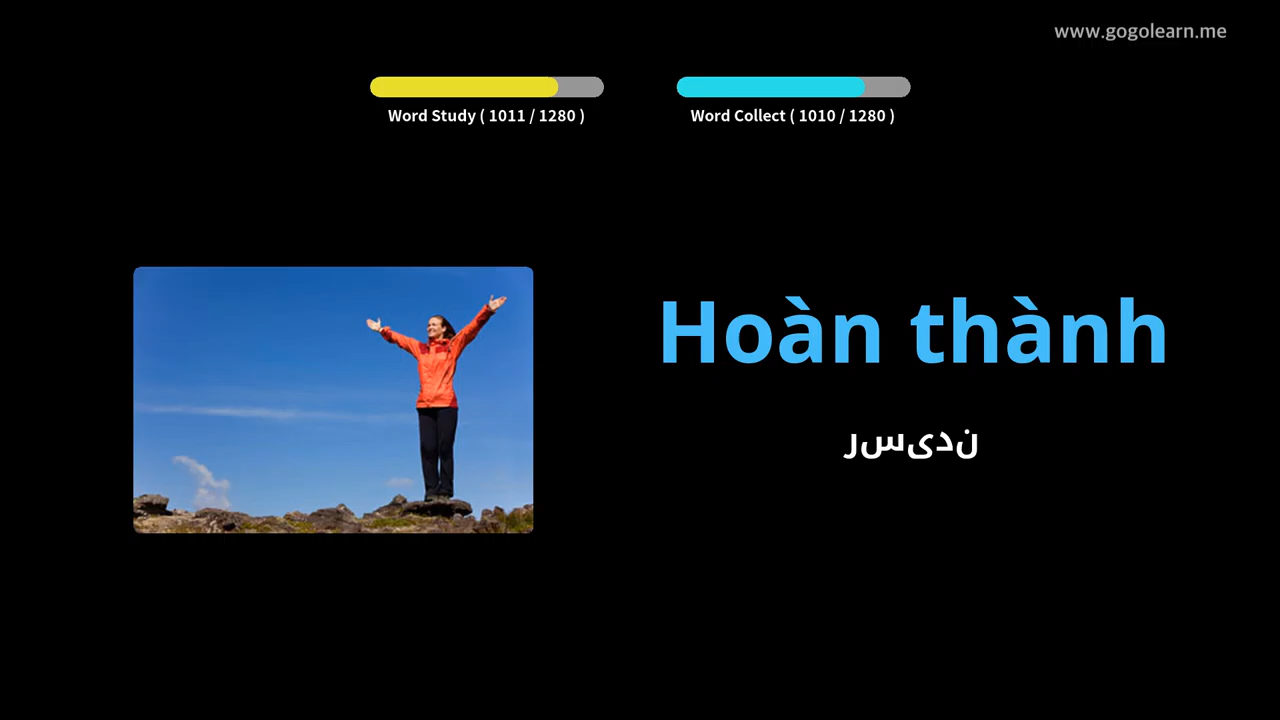 www.gogolearn.me
Word Study ( 1011 / 1280 )
Word Collect ( 1010 / 1280 )
Hoàn thành
رسیدن